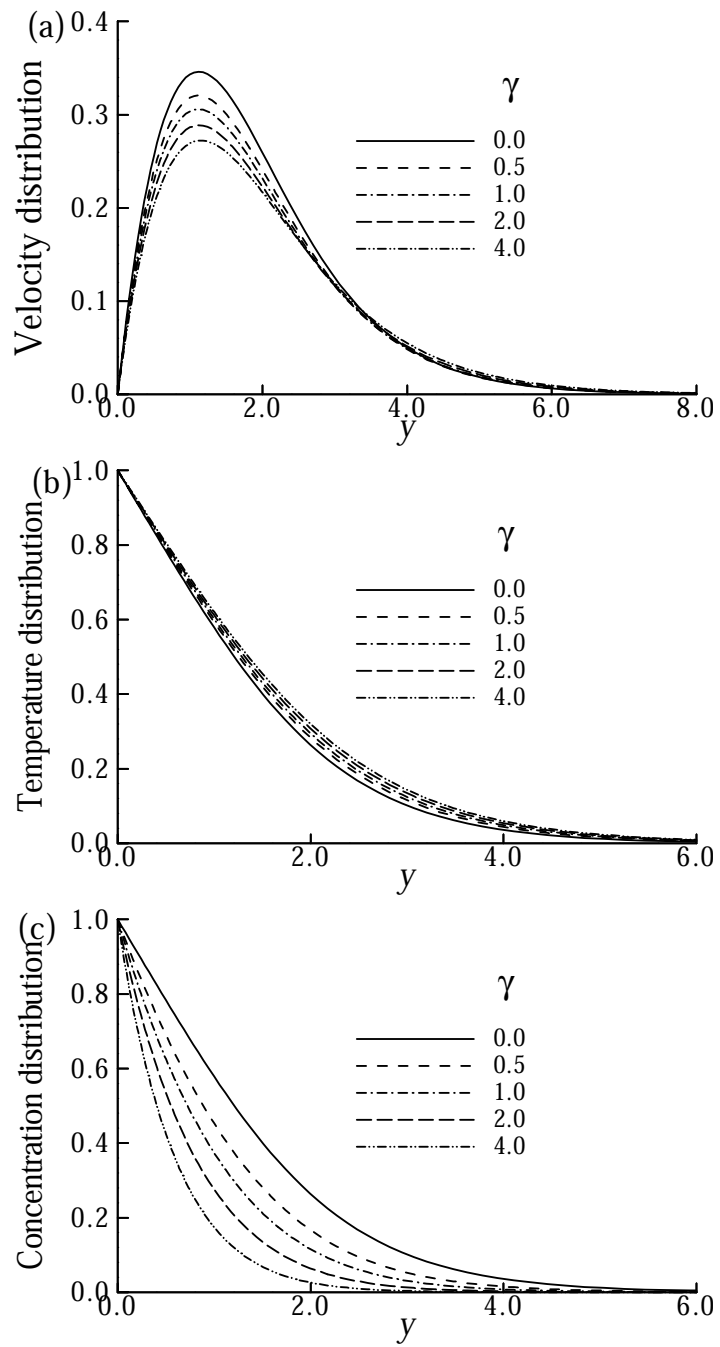 (a)
0.4
0.3
0.2
0.1
0.0
Velocity distribution
γ
0.0
0.5
1.0
2.0
4.0
0.0 2.0 4.0 6.0 8.0
y
(b)
1.0
0.8
0.6
0.4
0.2
0.0
Temperature distribution
γ
0.0
0.5
1.0
2.0
4.0
0.0 2.0 4.0 6.0
y
(c)
1.0
0.8
0.6
0.4
0.2
0.0
Concentration distribution
γ
0.0
0.5
1.0
2.0
4.0
0.0 2.0 4.0 6.0
y